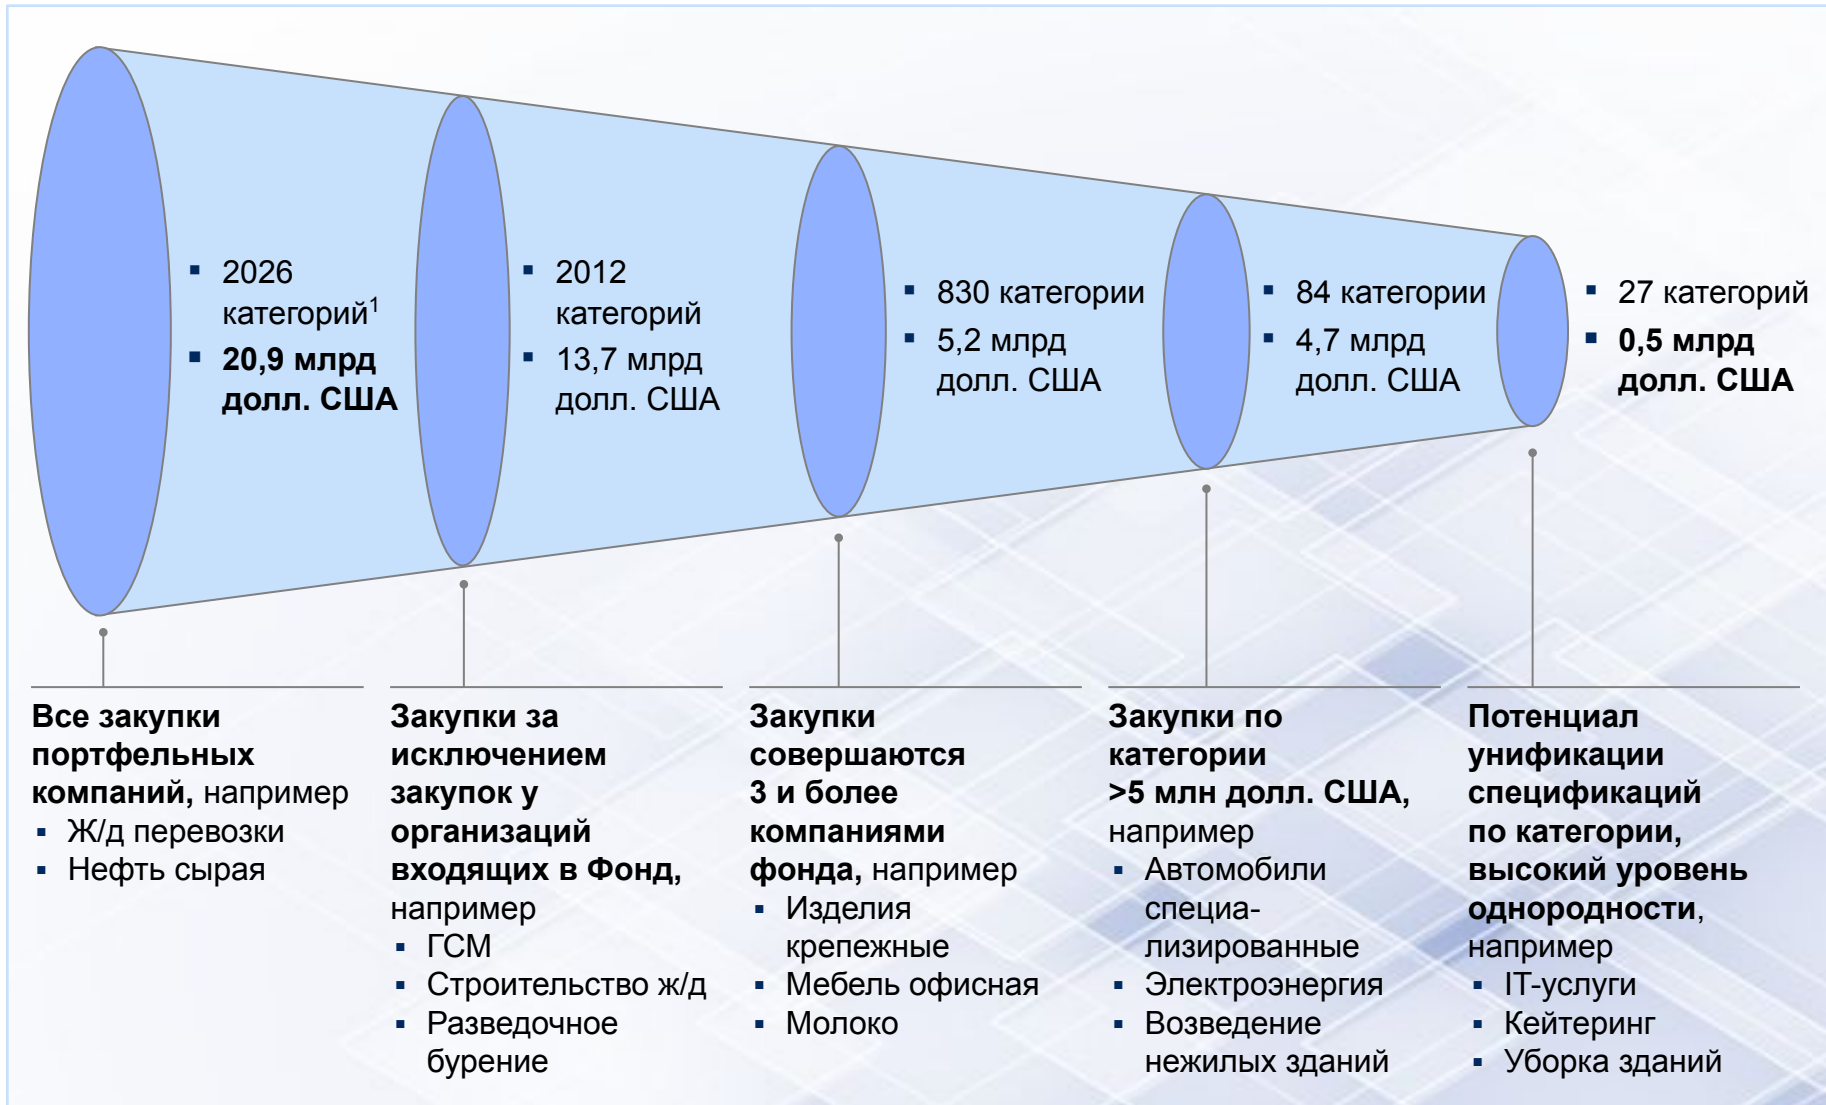 ▪ 2026
категорий¹
▪ 20,9 млрд
долл. США
▪ 2012
категорий
▪ 13,7 млрд
долл. США
▪ 830 категории
▪ 5,2 млрд
долл. США
▪ 84 категории
▪ 4,7 млрд
долл. США
▪ 27 категорий
▪ 0,5 млрд
долл. США
Все закупки
портфельных
компаний, например
▪ Ж/д перевозки
▪ Нефть сырая
Закупки за
исключением
закупок у
организаций
входящих в Фонд,
например
▪ ГСМ
▪ Строительство ж/д
▪ Разведочное
бурение
Закупки
совершаются
3 и более
компаниями
фонда, например
▪ Изделия
крепежные
▪ Мебель офисная
▪ Молоко
Закупки по
категории
>5 млн долл. США,
например
▪ Автомобили
специа-
лизированные
▪ Электроэнергия
▪ Возведение
нежилых зданий
Потенциал
унификации
спецификаций
по категории,
высокий уровень
однородности,
например
▪ IT-услуги
▪ Кейтеринг
▪ Уборка зданий